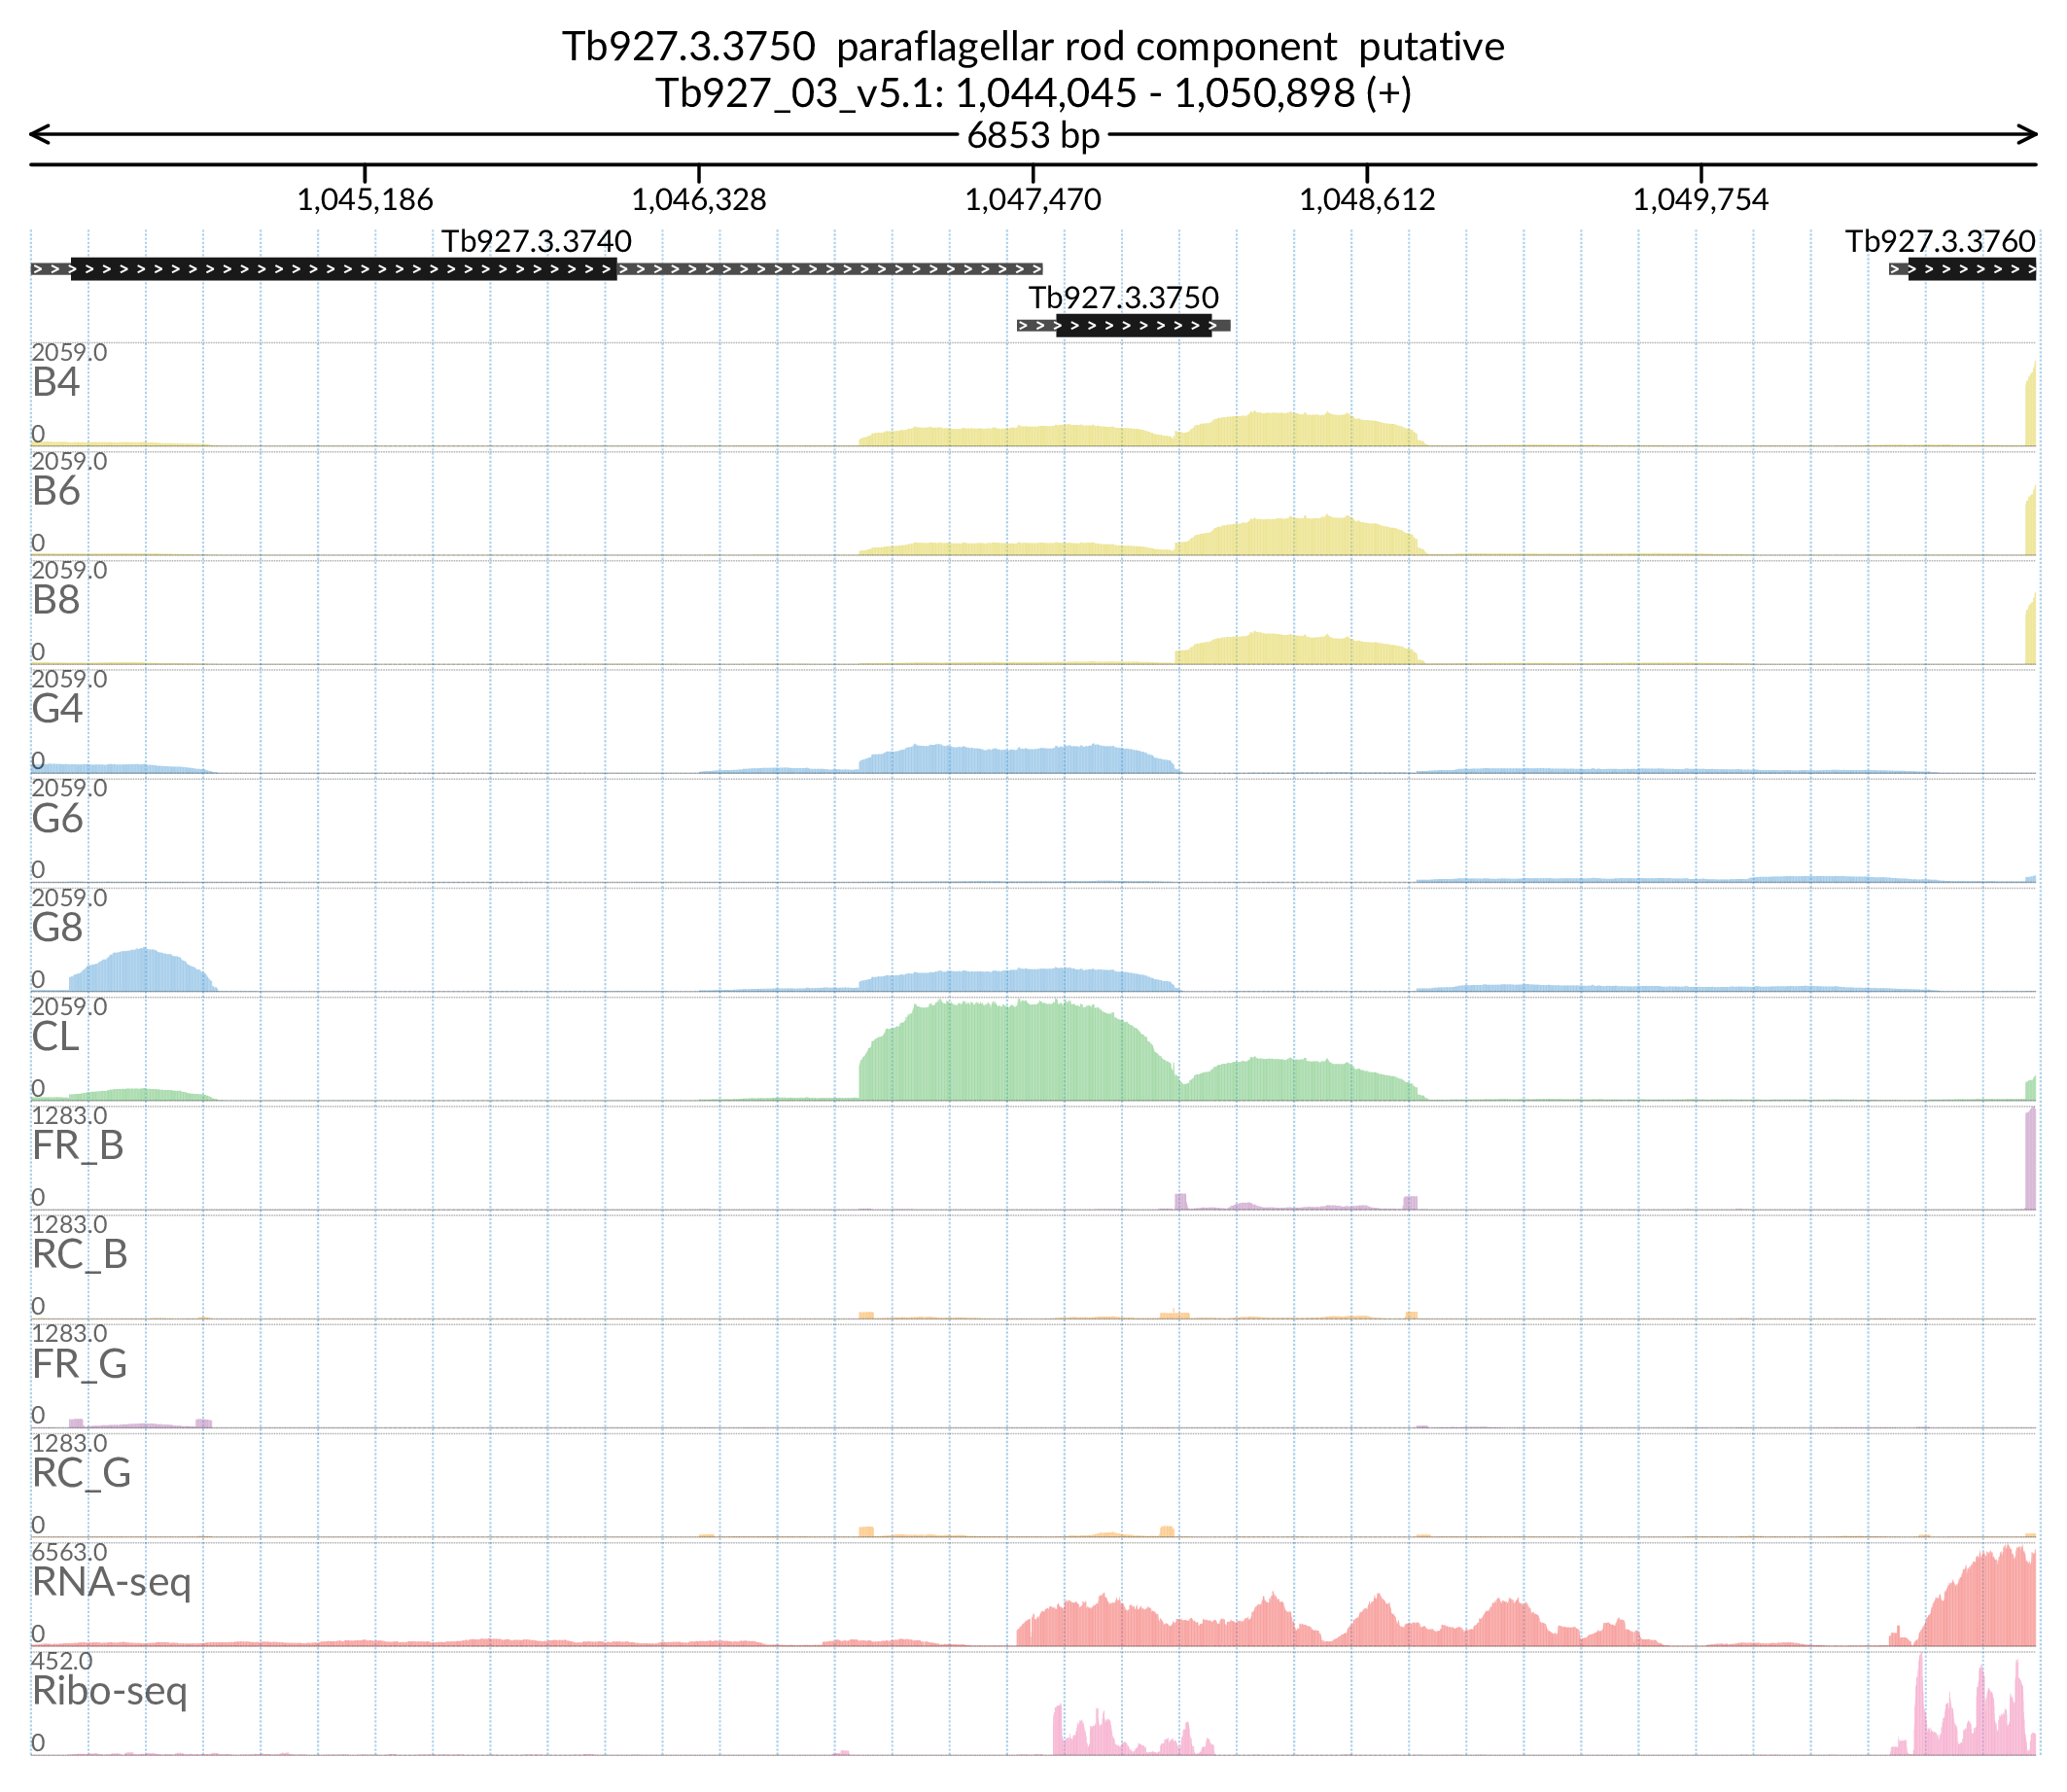 Tb927.3.3750  paraflagellar rod component  putative
Tb927_03_v5.1: 1,044,045 - 1,050,898 (+)
6853 bp
1,045,186 1,046,328 1,047,470 1,048,612 1,049,754
Tb927.3.3740 Tb927.3.3760
Tb927.3.3750
2059.0
B4
0
2059.0
B6
0
2059.0
B8
0
2059.0
G4
0
2059.0
G6
0
2059.0
G8
0
2059.0
CL
0
1283.0
FR_B
0
1283.0
RC_B
0
1283.0
FR_G
0
1283.0
RC_G
0
6563.0
RNA-seq
0
452.0
Ribo-seq
0